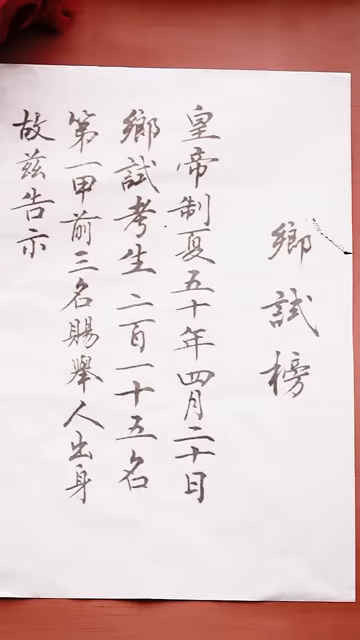 鄉試榜
皇帝制夏五十年四月二十日
鄉試考生二百一十五名
第一甲前三名賜舉人出身
故茲告示